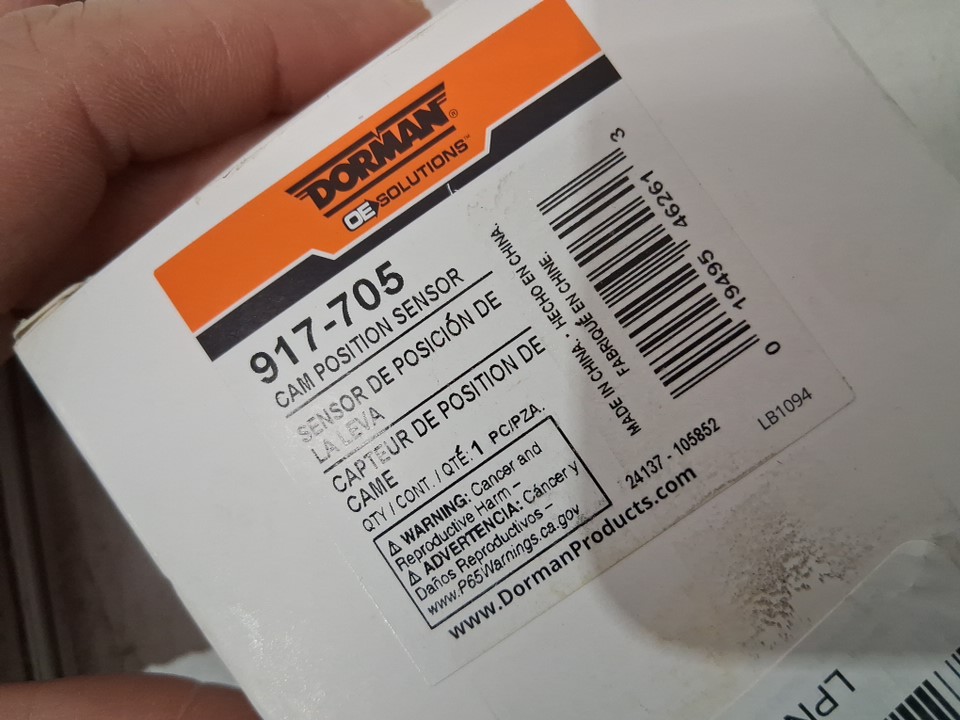 DORMAN®
OE SOLUTIONS™
917-705
CAM POSITION SENSOR
SENSOR DE POSICIÓN DE
LA LEVA
CAPTEUR DE POSITION DE
CAME
QTY / CONT. / QTÉ: 1 PC/PZA.
⚠ WARNING: Cancer and
Reproductive Harm –
⚠ ADVERTENCIA: Cáncer y
Daños Reproductivos –
www.P65Warnings.ca.gov
www.DormanProducts.com
MADE IN CHINA. • HECHO EN CHINA.
FABRIQUÉ EN CHINE.
0 19495 46261 3
24137 - 105852
LB1094